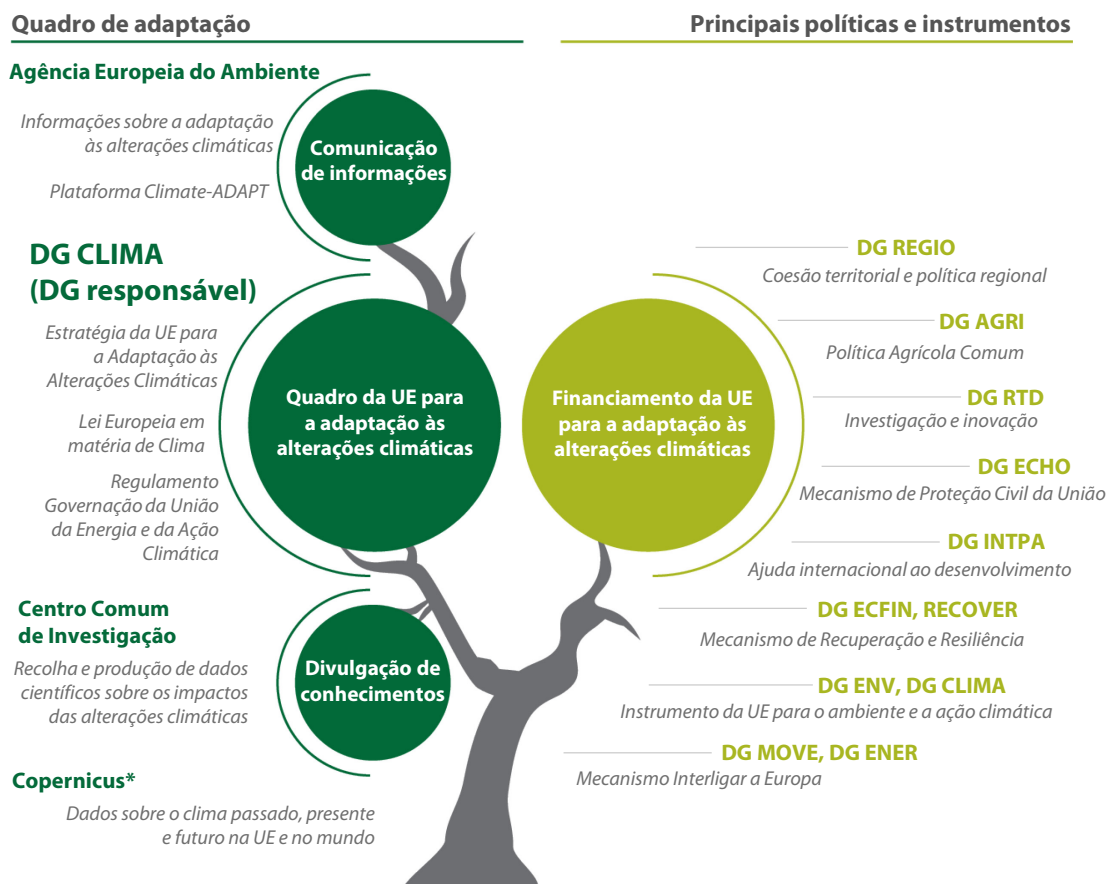 Quadro de adaptação
Agência Europeia do Ambiente
Informações sobre a adaptação
às alterações climáticas
Plataforma Climate-ADAPT
Comunicação
de informações
DG CLIMA
(DG responsável)
Estratégia da UE para
a Adaptação às
Alterações Climáticas
Lei Europeia em
matéria de Clima
Regulamento
Governação da União
da Energia e da Ação
Climática
Quadro da UE para
a adaptação às
alterações climáticas
Centro Comum
de Investigação
Recolha e produção de dados
científicos sobre os impactos
das alterações climáticas
Divulgação de
conhecimentos
Copernicus*
Dados sobre o clima passado, presente
e futuro na UE e no mundo
Principais políticas e instrumentos
Financiamento da UE
para a adaptação às
alterações climáticas
DG REGIO
Coesão territorial e política regional
DG AGRI
Política Agrícola Comum
DG RTD
Investigação e inovação
DG ECHO
Mecanismo de Proteção Civil da União
DG INTPA
Ajuda internacional ao desenvolvimento
DG ECFIN, RECOVER
Mecanismo de Recuperação e Resiliência
DG ENV, DG CLIMA
Instrumento da UE para o ambiente e a ação climática
DG MOVE, DG ENER
Mecanismo Interligar a Europa